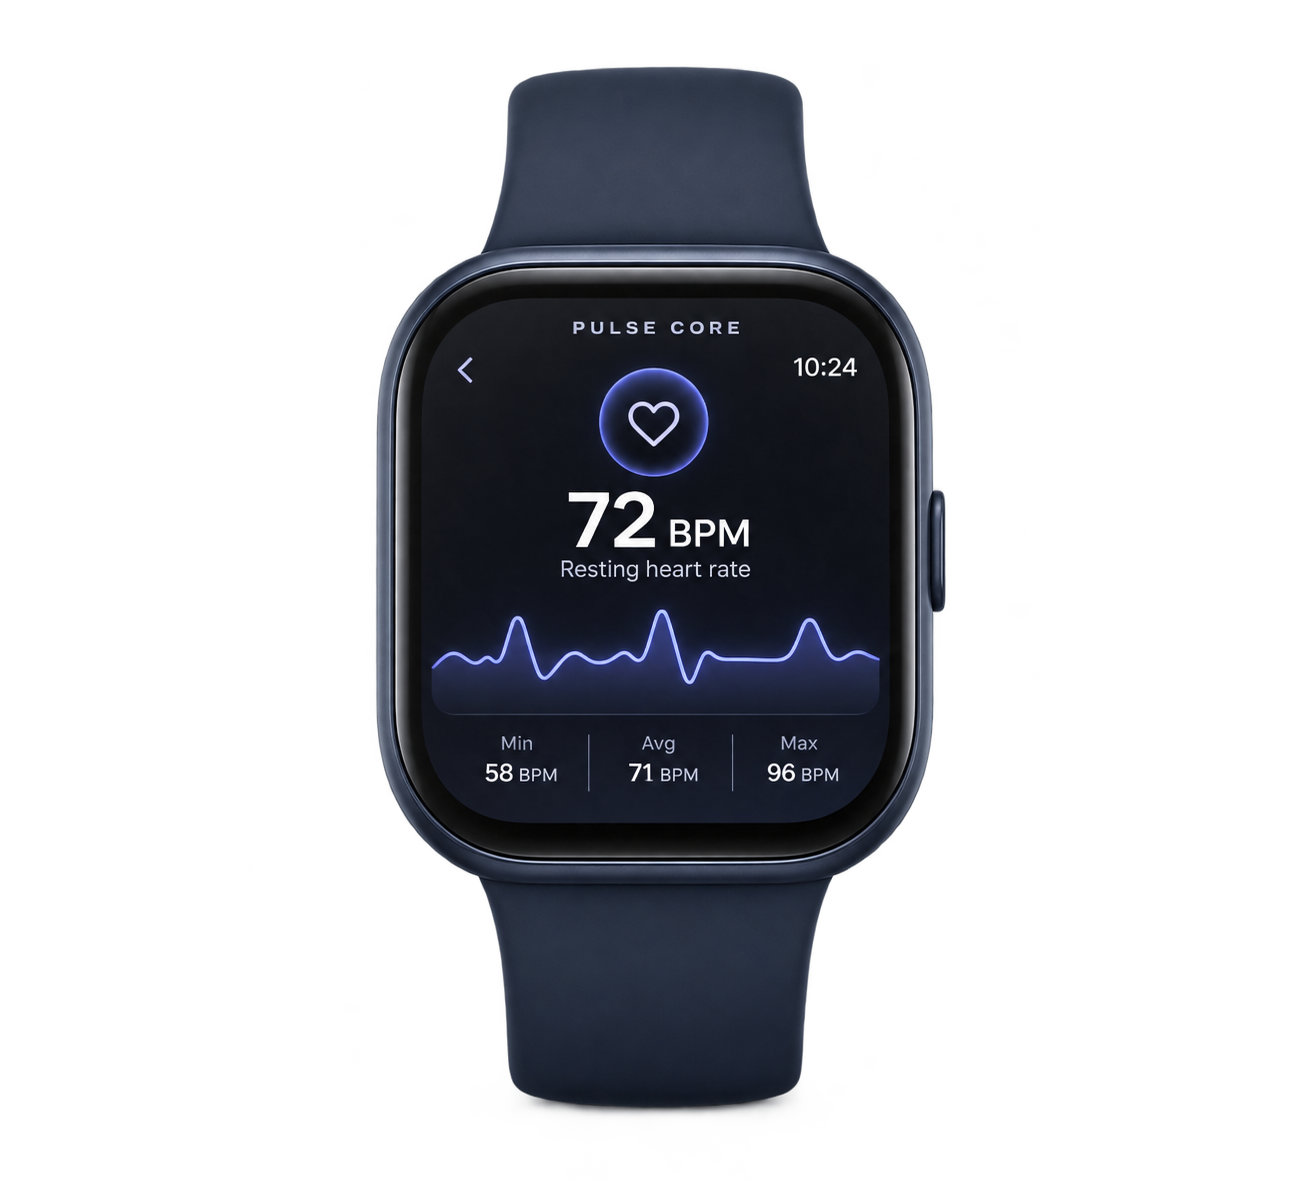 PULSE CORE
10:24
72 BPM
Resting heart rate
Min Avg Max
58 BPM 71 BPM 96 BPM